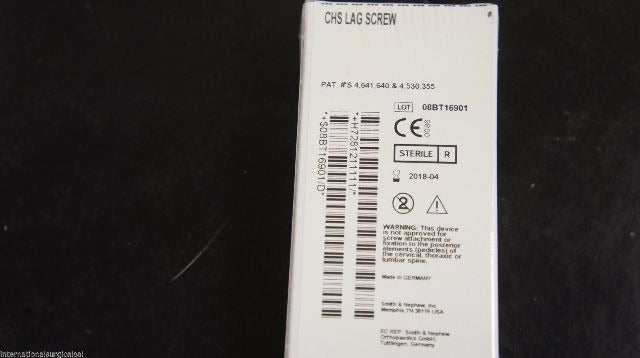 CHS LAG SCREW
PAT. #'S 4,641,640 & 4,530,355
LOT 08BT16901
*+$08BT16901/D*
*+H7261211111/*
CE
STERILE R
2018-04
2
WARNING: This device
is not approved for
screw attachment or
fixation to the posterior
elements (pedicles) of
the cervical, thoracic or
lumbar spine.
Made in GERMANY
Smith & Nephew, Inc.
Memphis, TN 38116 USA
EC REP: Smith & Nephew
Orthopaedics GmbH,
Tuttlingen, Germany